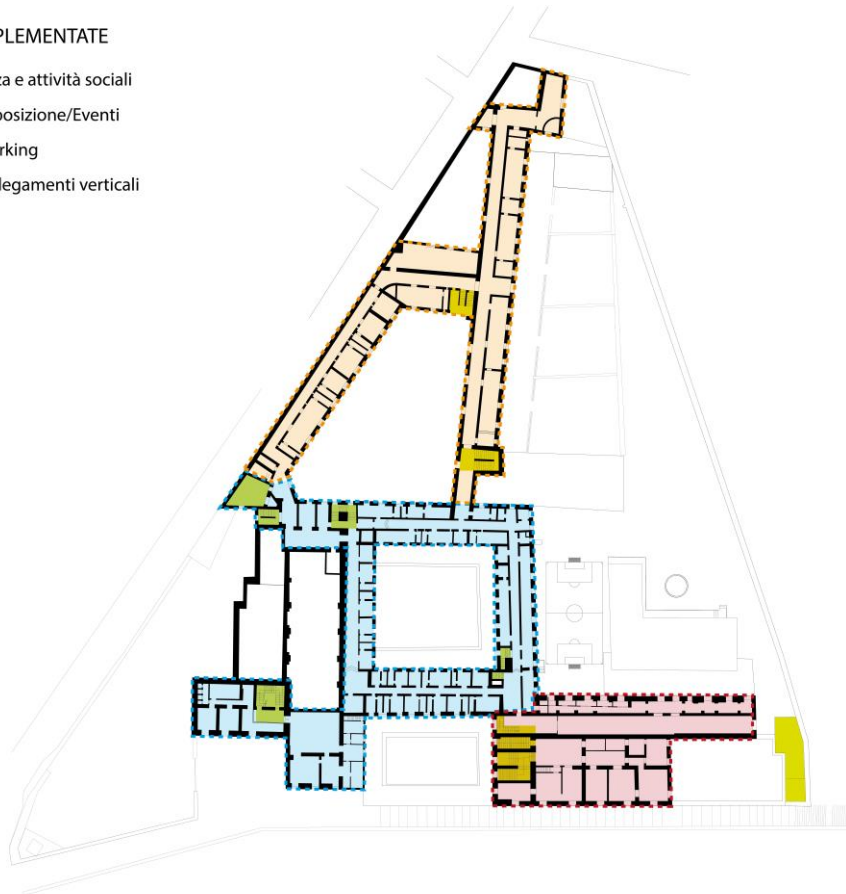 PLEMENTATE
za e attività sociali
posizione/Eventi
rking
legamenti verticali